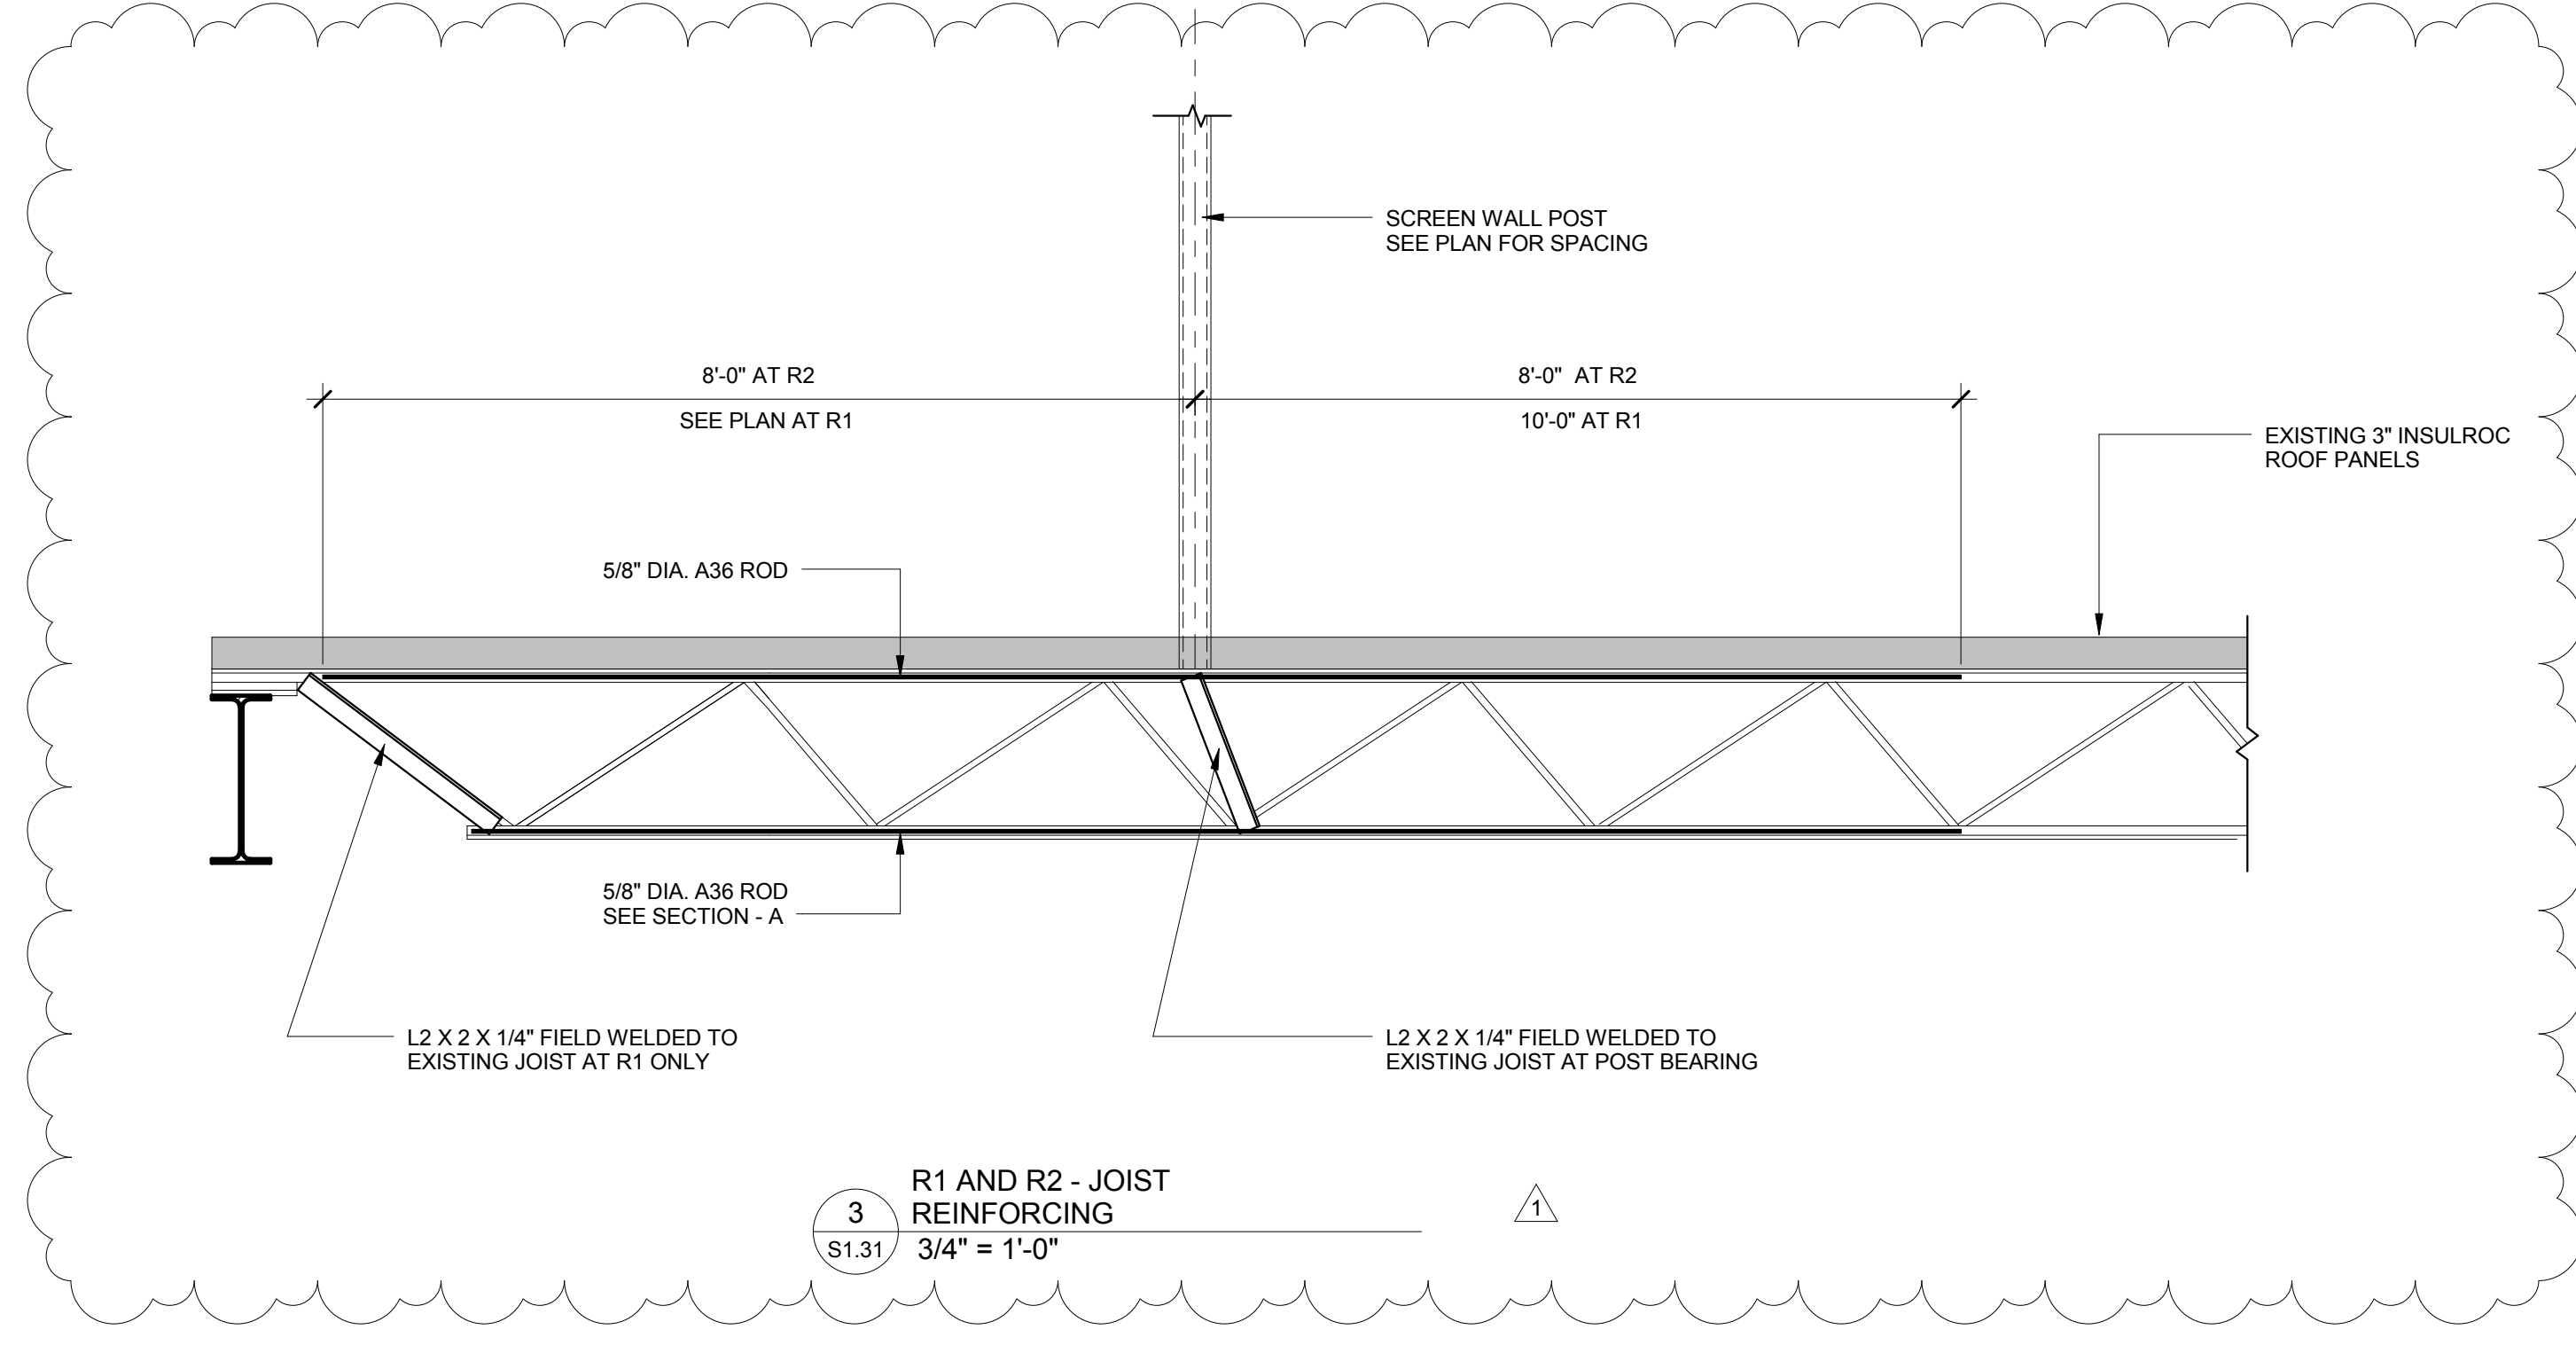 SCREEN WALL POST
SEE PLAN FOR SPACING
8'-0" AT R2
8'-0" AT R2
SEE PLAN AT R1
10'-0" AT R1
EXISTING 3" INSULROC
ROOF PANELS
5/8" DIA. A36 ROD
5/8" DIA. A36 ROD
SEE SECTION - A
L2 X 2 X 1/4" FIELD WELDED TO
EXISTING JOIST AT R1 ONLY
L2 X 2 X 1/4" FIELD WELDED TO
EXISTING JOIST AT POST BEARING
R1 AND R2 - JOIST
REINFORCING
3
S1.31
3/4" = 1'-0"
1